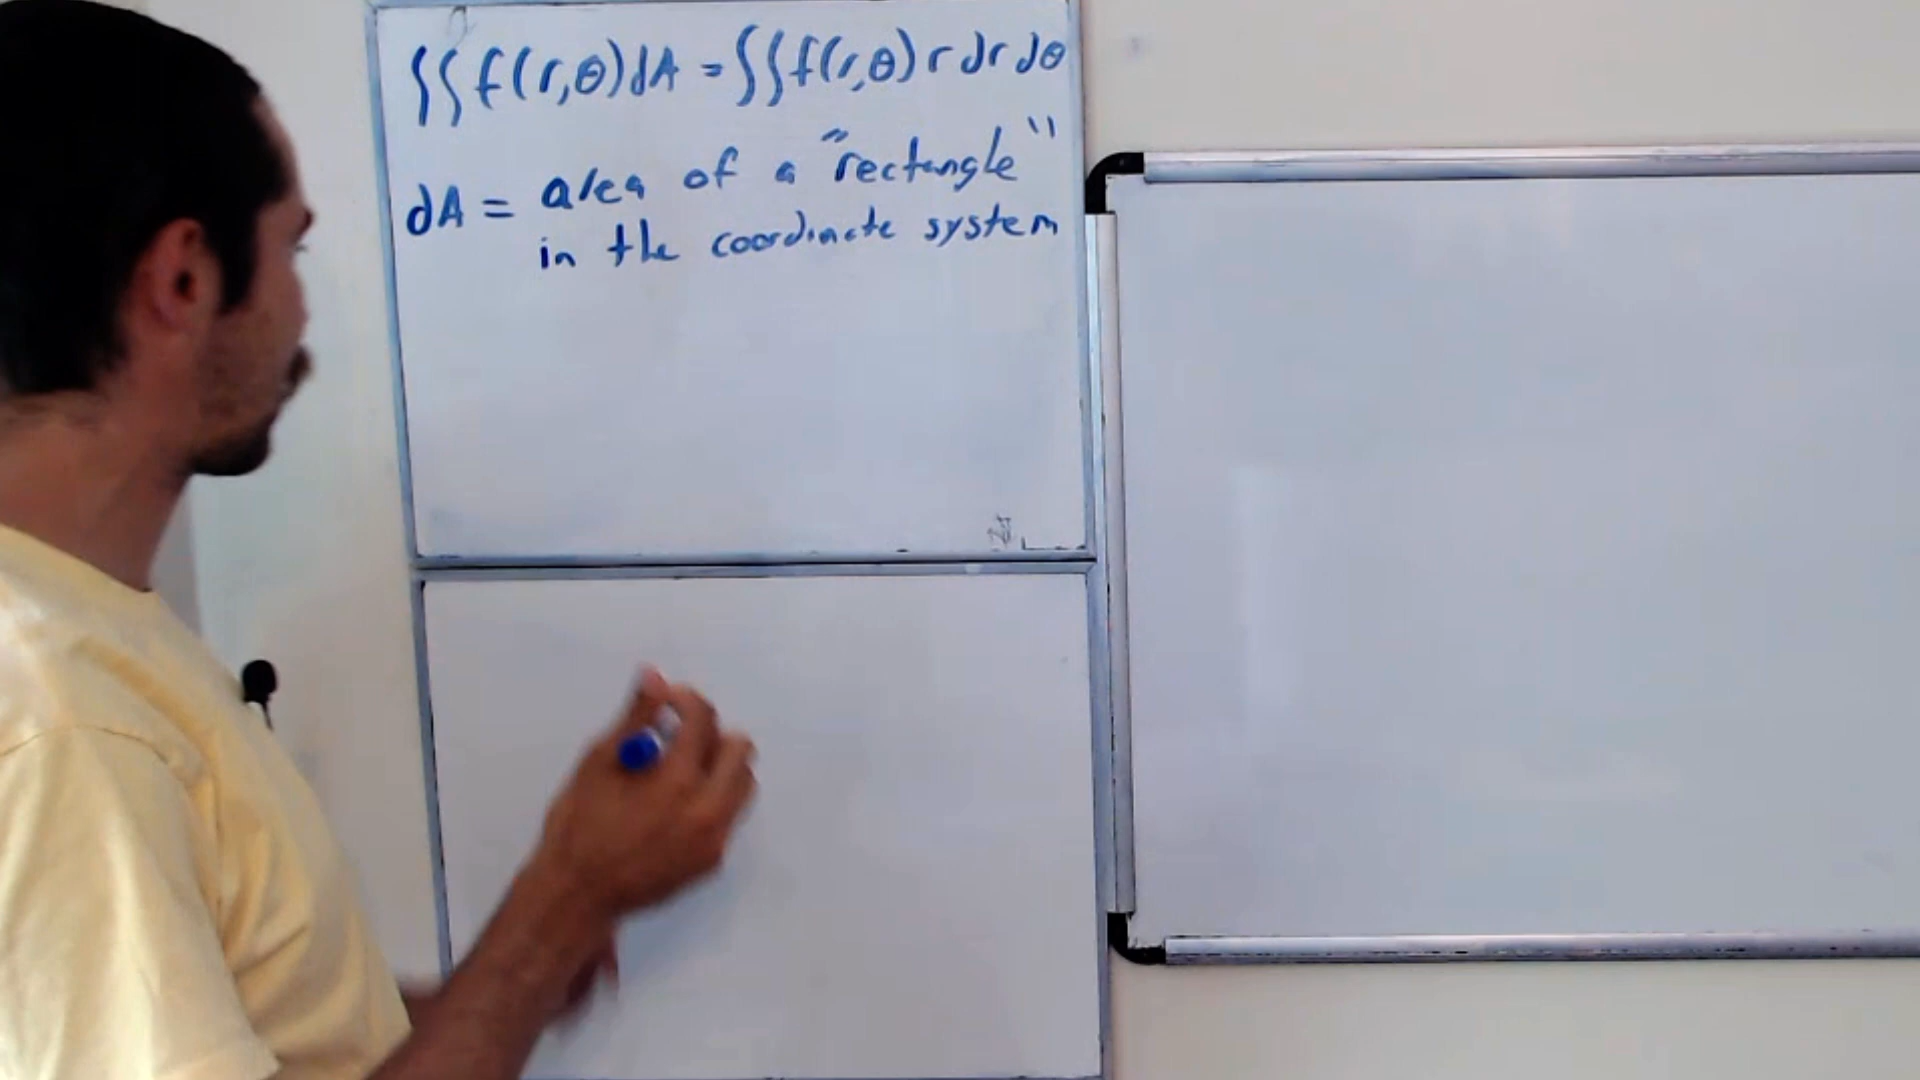 ∫∫ f(r,θ)dA = ∫∫ f(r,θ) r dr dθ
dA = area of a "rectangle"
in the coordinate system